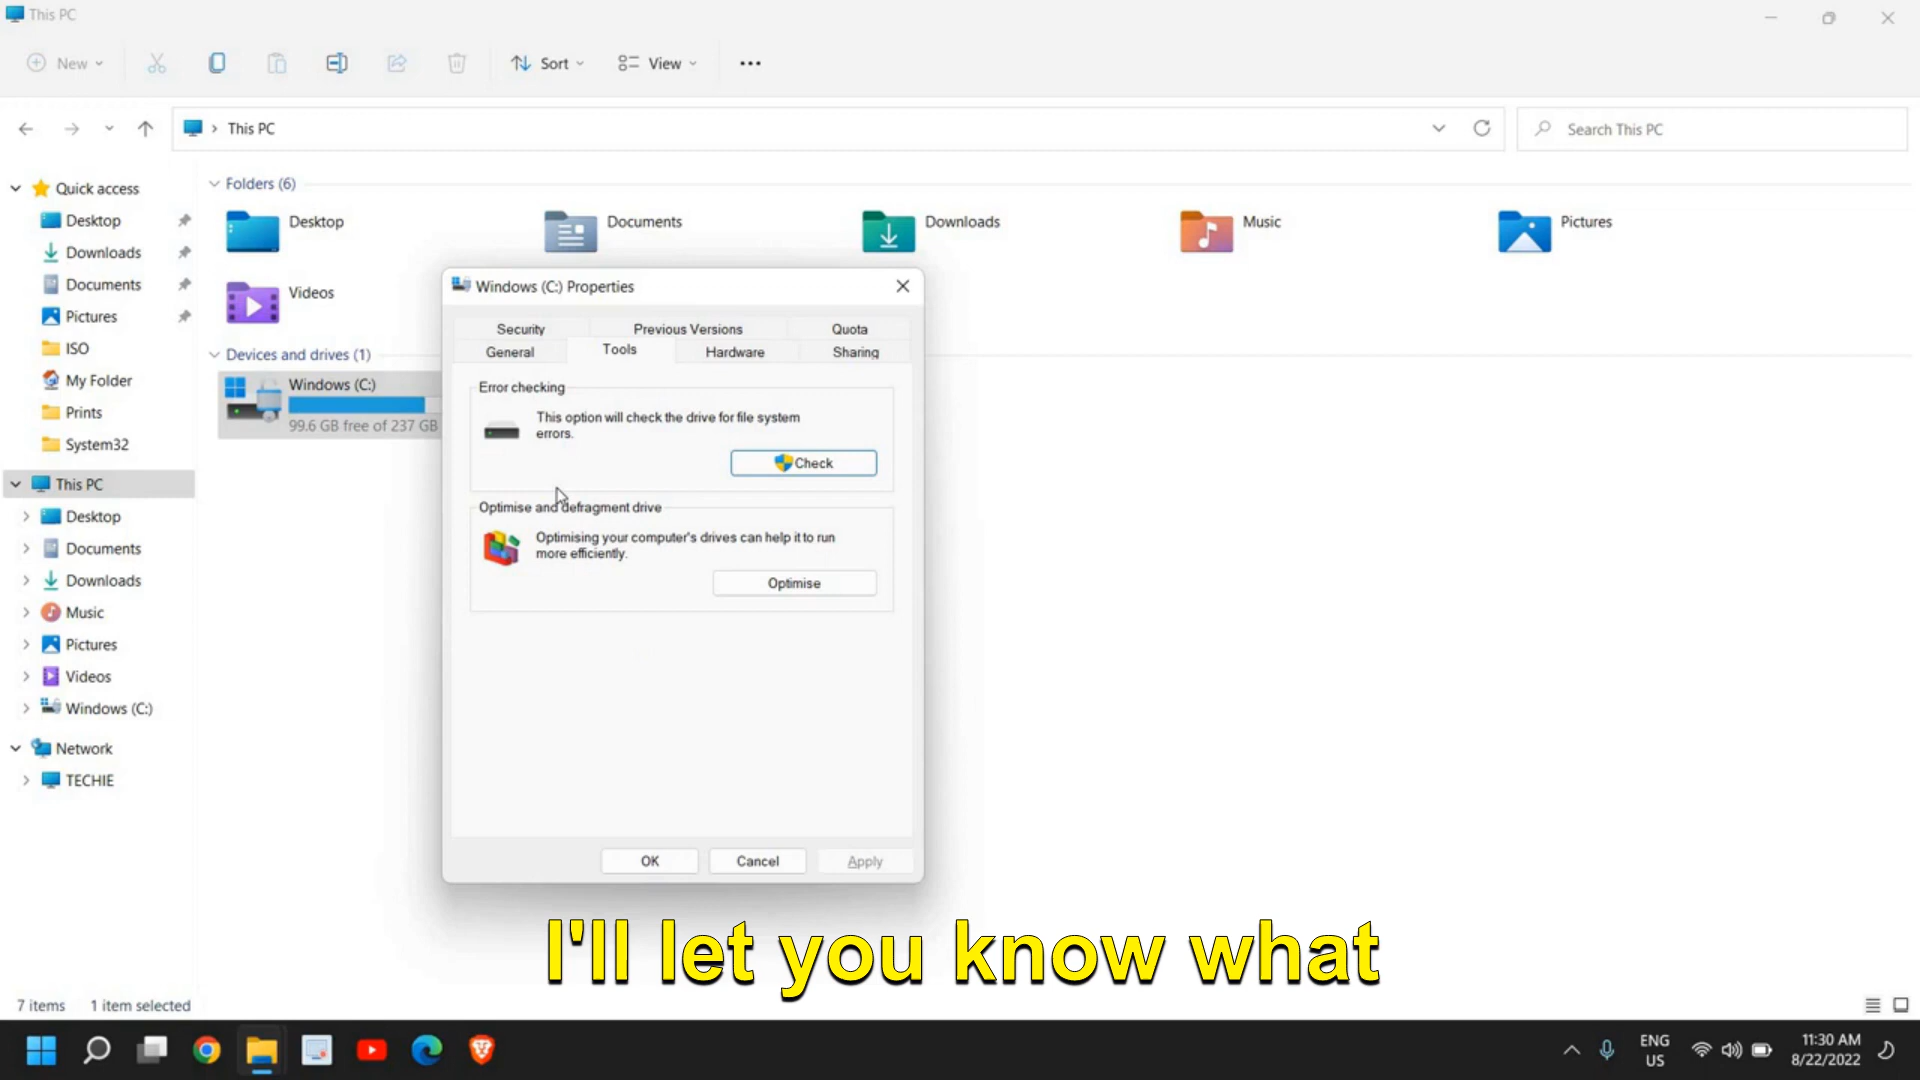 This PC
New
Sort
View
This PC
Search This PC
Quick access
Desktop
Downloads
Documents
Pictures
ISO
My Folder
Prints
System32
This PC
Desktop
Documents
Downloads
Music
Pictures
Videos
Windows (C:)
Network
TECHIE
Folders (6)
Desktop
Documents
Downloads
Music
Pictures
Videos
Devices and drives (1)
Windows (C:)
99.6 GB free of 237 GB
Windows (C:) Properties
Security
Previous Versions
Quota
General
Tools
Hardware
Sharing
Error checking
This option will check the drive for file system
errors.
Check
Optimise and defragment drive
Optimising your computer's drives can help it to run
more efficiently.
Optimise
OK
Cancel
Apply
I'll let you know what
7 items
1 item selected
ENG
US
11:30 AM
8/22/2022